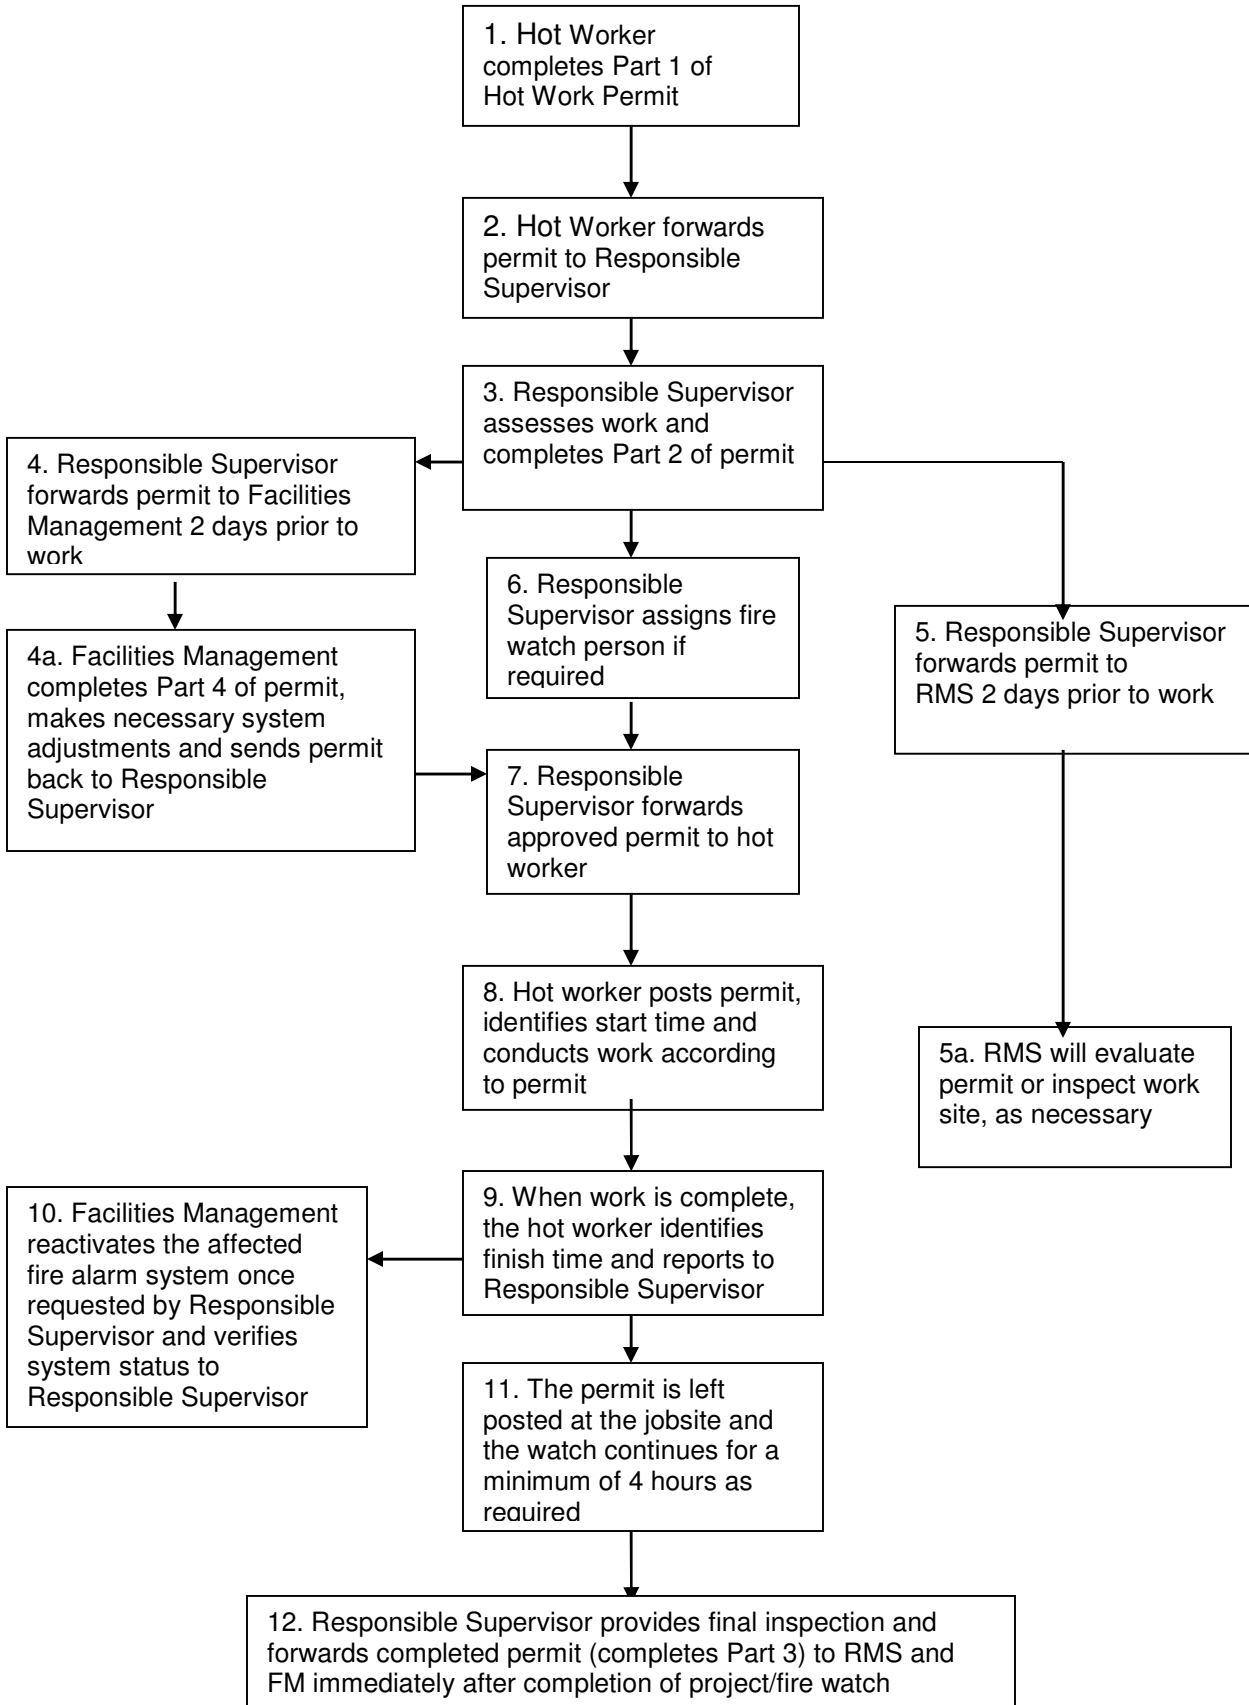 1. Hot Worker
completes Part 1 of
Hot Work Permit
2. Hot Worker forwards
permit to Responsible
Supervisor
3. Responsible Supervisor
assesses work and
completes Part 2 of permit
4. Responsible Supervisor
forwards permit to Facilities
Management 2 days prior to
work
6. Responsible
Supervisor assigns fire
watch person if
required
5. Responsible Supervisor
forwards permit to
RMS 2 days prior to work
4a. Facilities Management
completes Part 4 of permit,
makes necessary system
adjustments and sends permit
back to Responsible
Supervisor
7. Responsible
Supervisor forwards
approved permit to hot
worker
8. Hot worker posts permit,
identifies start time and
conducts work according
to permit
5a. RMS will evaluate
permit or inspect work
site, as necessary
9. When work is complete,
the hot worker identifies
finish time and reports to
Responsible Supervisor
10. Facilities Management
reactivates the affected
fire alarm system once
requested by Responsible
Supervisor and verifies
system status to
Responsible Supervisor
11. The permit is left
posted at the jobsite and
the watch continues for a
minimum of 4 hours as
required
12. Responsible Supervisor provides final inspection and
forwards completed permit (completes Part 3) to RMS and
FM immediately after completion of project/fire watch